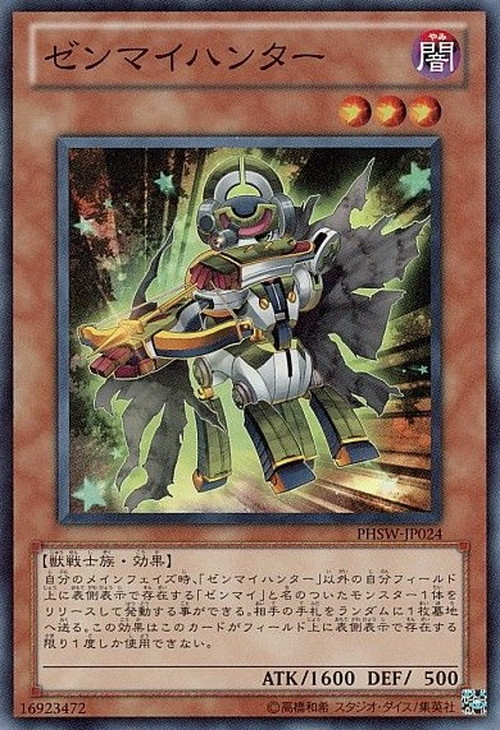 ゼンマイハンター
やみ
闇
PHSW-JP024
【獣戦士族・効果】
自分のメインフェイズ時、「ゼンマイハンター」以外の自分フィールド
上に表側表示で存在する「ゼンマイ」と名のついたモンスター1体を
リリースして発動する事ができる。相手の手札をランダムに1枚墓地
へ送る。この効果はこのカードがフィールド上に表側表示で存在する
限り1度しか使用できない。
ATK/1600 DEF/ 500
16923472
©高橋和希 スタジオ・ダイス/集英社